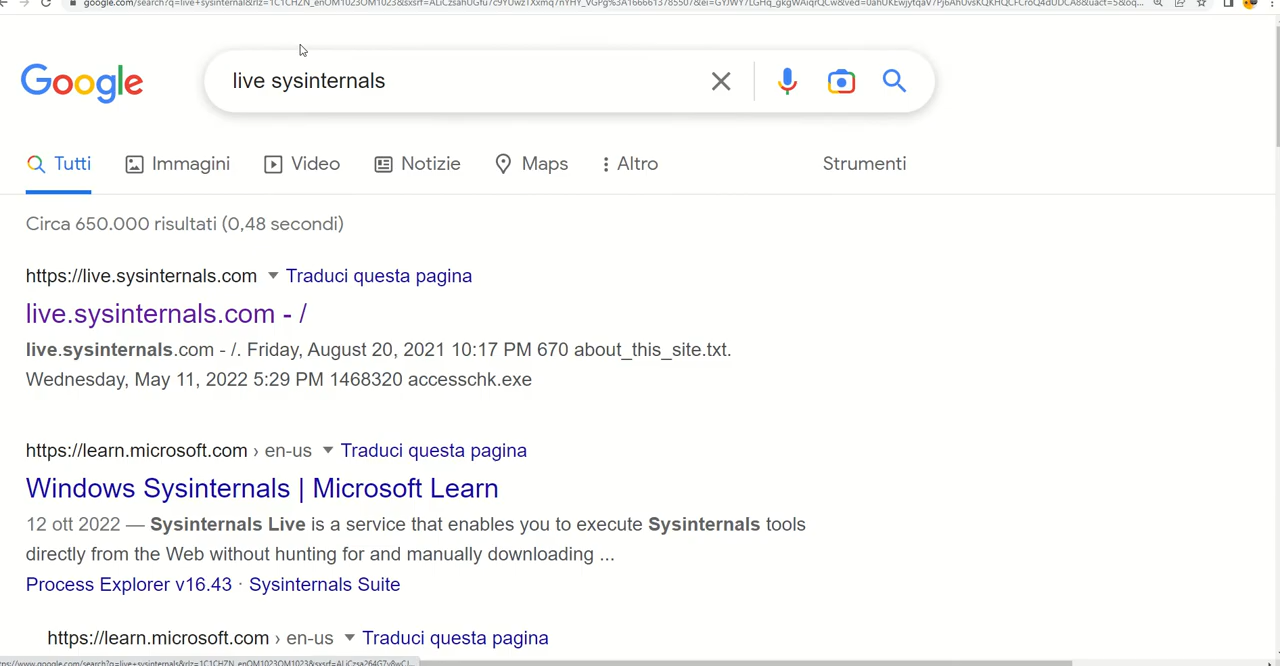 Google
live sysinternals
Tutti Immagini Video Notizie Maps Altro Strumenti
Circa 650.000 risultati (0,48 secondi)
https://live.sysinternals.com Traduci questa pagina
live.sysinternals.com - /
live.sysinternals.com - /. Friday, August 20, 2021 10:17 PM 670 about_this_site.txt.
Wednesday, May 11, 2022 5:29 PM 1468320 accesschk.exe
https://learn.microsoft.com › en-us Traduci questa pagina
Windows Sysinternals | Microsoft Learn
12 ott 2022 — Sysinternals Live is a service that enables you to execute Sysinternals tools
directly from the Web without hunting for and manually downloading ...
Process Explorer v16.43 · Sysinternals Suite
https://learn.microsoft.com › en-us Traduci questa pagina